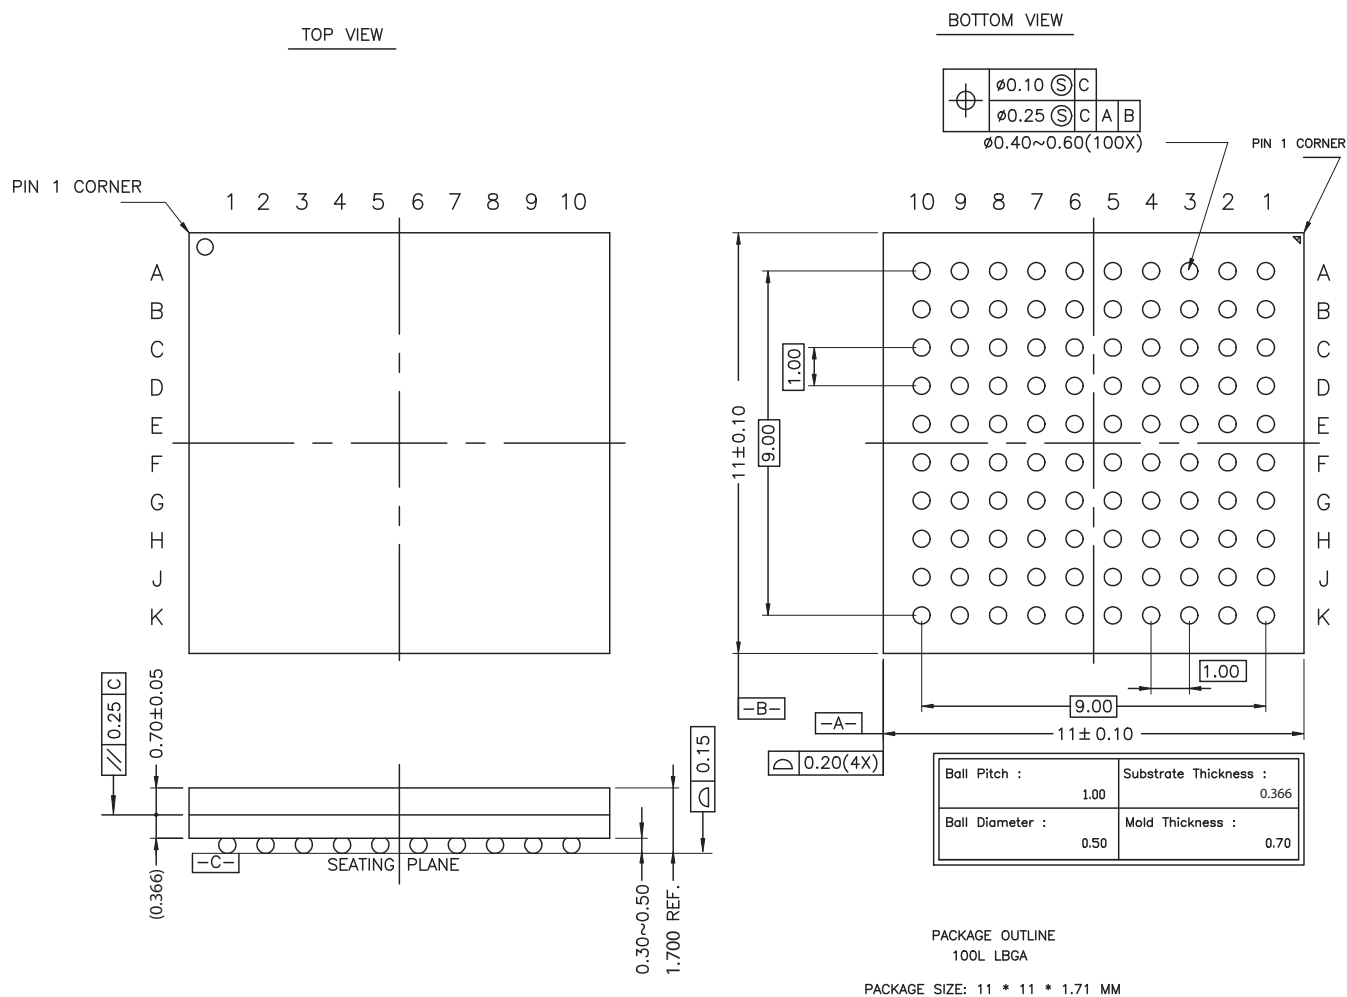 TOP VIEW
BOTTOM VIEW
ø0.10 Ⓢ C
ø0.25 Ⓢ C A B
ø0.40~0.60(100X)
PIN 1 CORNER
PIN 1 CORNER
1 2 3 4 5 6 7 8 9 10
10 9 8 7 6 5 4 3 2 1
A
B
C
D
E
F
G
H
J
K
A
B
C
D
E
F
G
H
J
K
1.00
9.00
11±0.10
1.00
9.00
11±0.10
-B-
-A-
0.20(4X)
// 0.25 C
0.70±0.05
(0.366)
-C-
SEATING PLANE
0.15
0.30~0.50
1.700 REF.
Ball Pitch :
1.00
Substrate Thickness :
0.366
Ball Diameter :
0.50
Mold Thickness :
0.70
PACKAGE OUTLINE
100L LBGA
PACKAGE SIZE: 11 * 11 * 1.71 MM